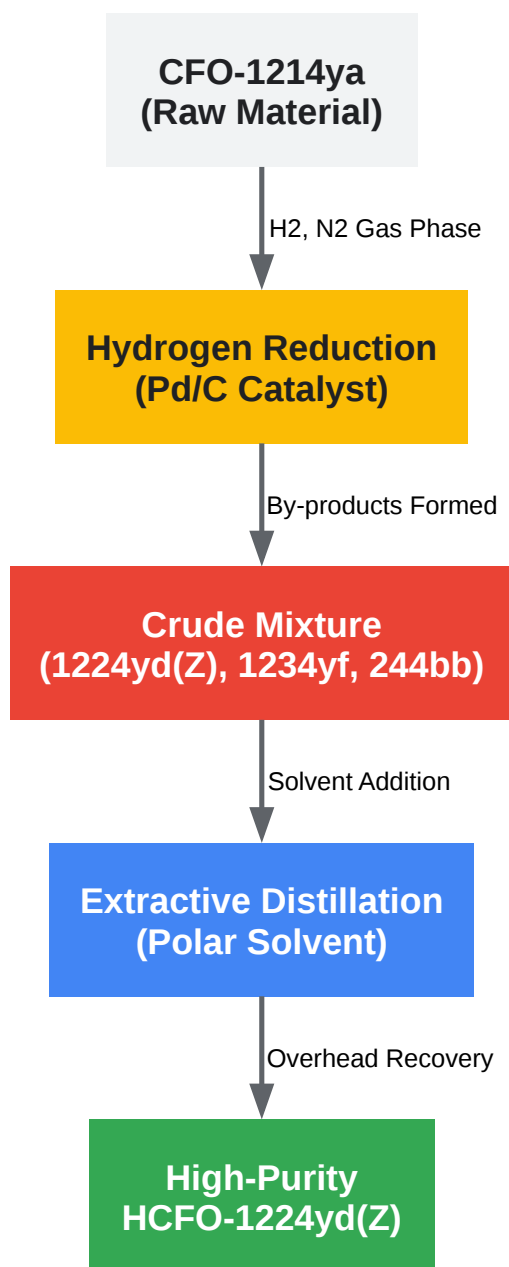 CFO-1214ya
(Raw Material)
H2, N2 Gas Phase
Hydrogen Reduction
(Pd/C Catalyst)
By-products Formed
Crude Mixture
(1224yd(Z), 1234yf, 244bb)
Solvent Addition
Extractive Distillation
(Polar Solvent)
Overhead Recovery
High-Purity
HCFO-1224yd(Z)